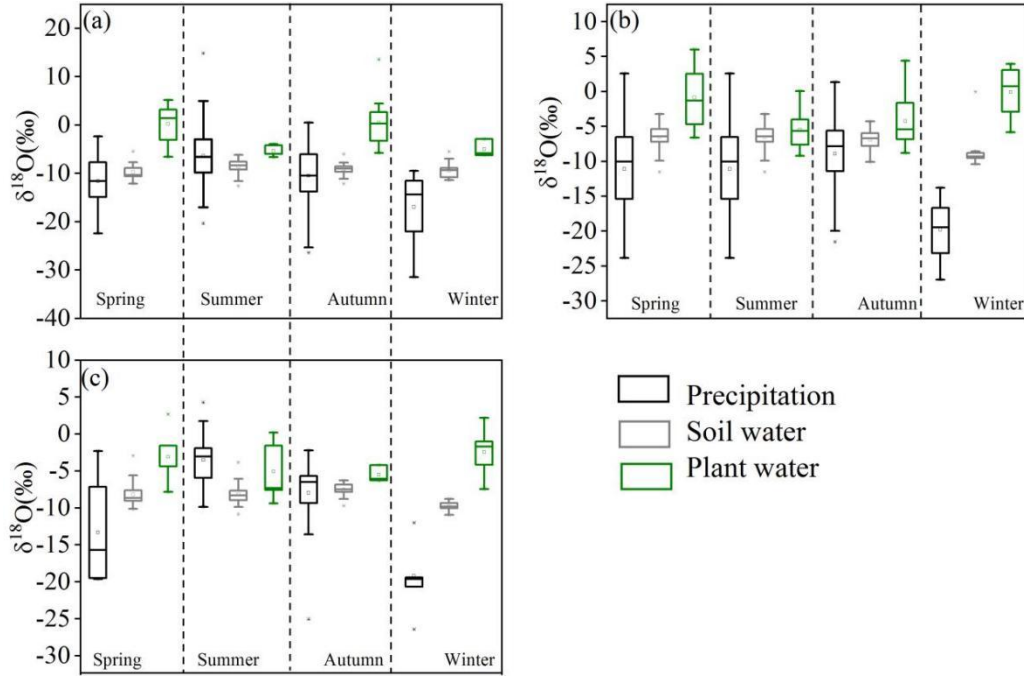 (a)
20
10
0
-10
-20
-30
-40
δ¹⁸O(‰)
Spring Summer Autumn Winter
(b)
10
5
0
-5
-10
-15
-20
-25
-30
δ¹⁸O(‰)
Spring Summer Autumn Winter
(c)
10
5
0
-5
-10
-15
-20
-25
-30
δ¹⁸O(‰)
Spring Summer Autumn Winter
Precipitation
Soil water
Plant water